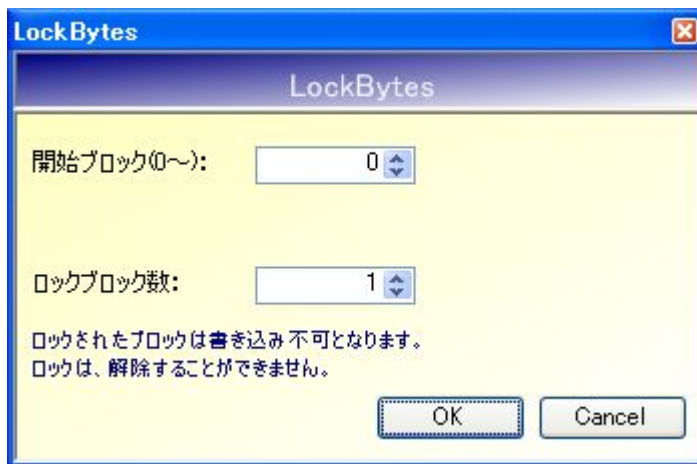 LockBytes
LockBytes
開始ブロック(0～): 0
ロックブロック数: 1
ロックされたブロックは書き込み不可となります。
ロックは、解除することができません。
OK Cancel